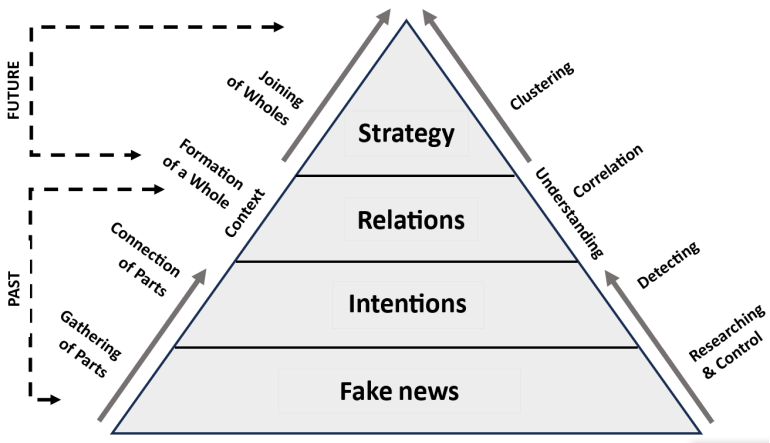 FUTURE
Joining
of Wholes
Clustering
Strategy
Formation
of a Whole
Context
Understanding
Correlation
Relations
PAST
Connection
of Parts
Detecting
Intentions
Gathering
of Parts
Researching
& Control
Fake news